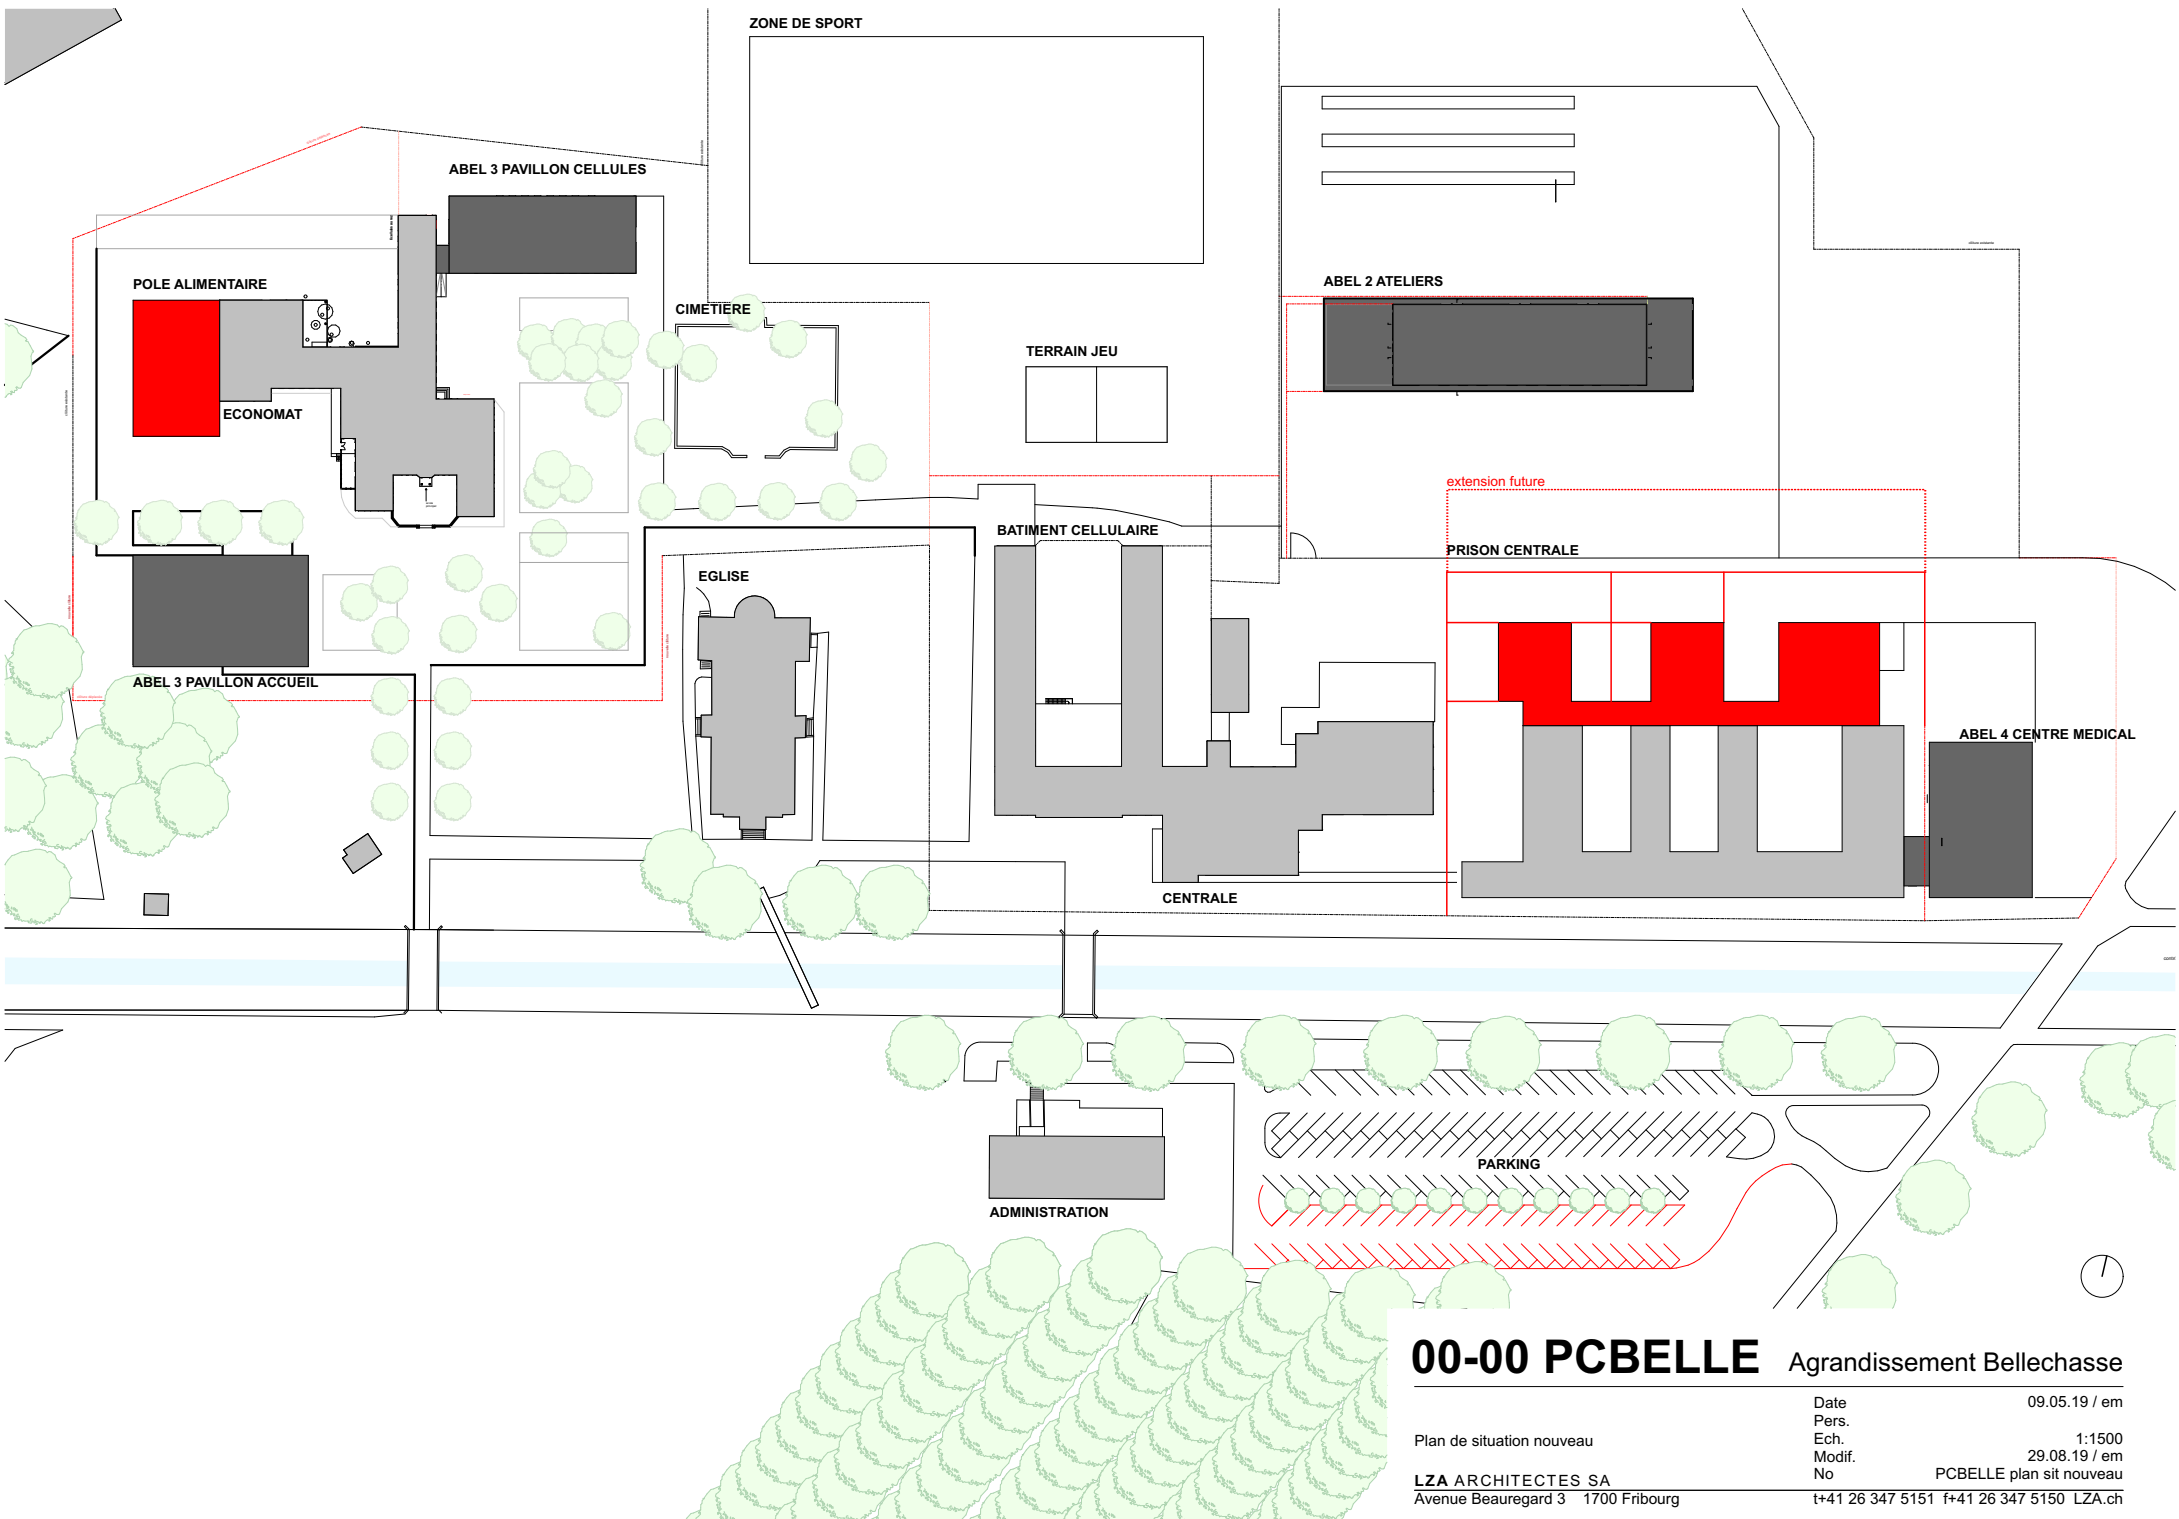 ZONE DE SPORT
ABEL 3 PAVILLON CELLULES
POLE ALIMENTAIRE
ABEL 2 ATELIERS
CIMETIERE
TERRAIN JEU
ECONOMAT
extension future
BATIMENT CELLULAIRE
PRISON CENTRALE
EGLISE
ABEL 3 PAVILLON ACCUEIL
ABEL 4 CENTRE MEDICAL
CENTRALE
PARKING
ADMINISTRATION
00-00 PCBELLE Agrandissement Bellechasse
Date 09.05.19 / em
Pers.
Plan de situation nouveau
Ech. 1:1500
Modif. 29.08.19 / em
No PCBELLE plan sit nouveau
LZA ARCHITECTES SA
Avenue Beauregard 3 1700 Fribourg
t+41 26 347 5151 f+41 26 347 5150 LZA.ch